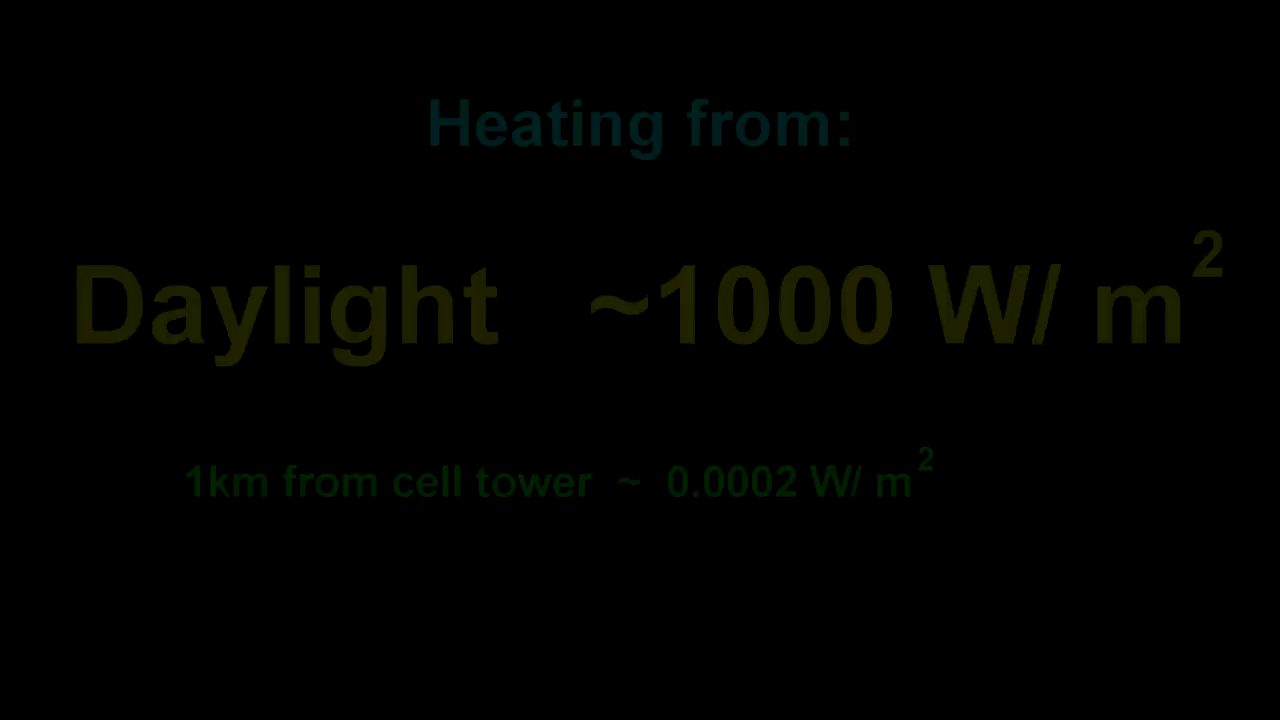 Heating from:
Daylight ~1000 W/ m²
1km from cell tower ~ 0.0002 W/ m²